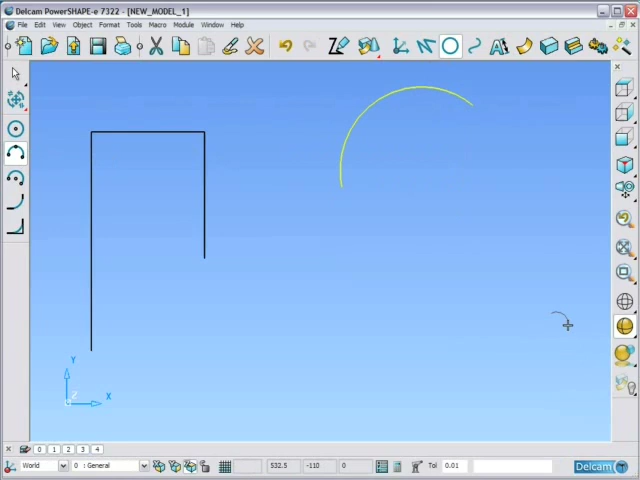 Delcam PowerSHAPE-e 7322 - [NEW_MODEL_1]
File Edit View Object Format Tools Macro Module Window Help
Y
Z
X
0 1 2 3 4
World 0 : General 532.5 -110 0 Tol 0.01 Delcam